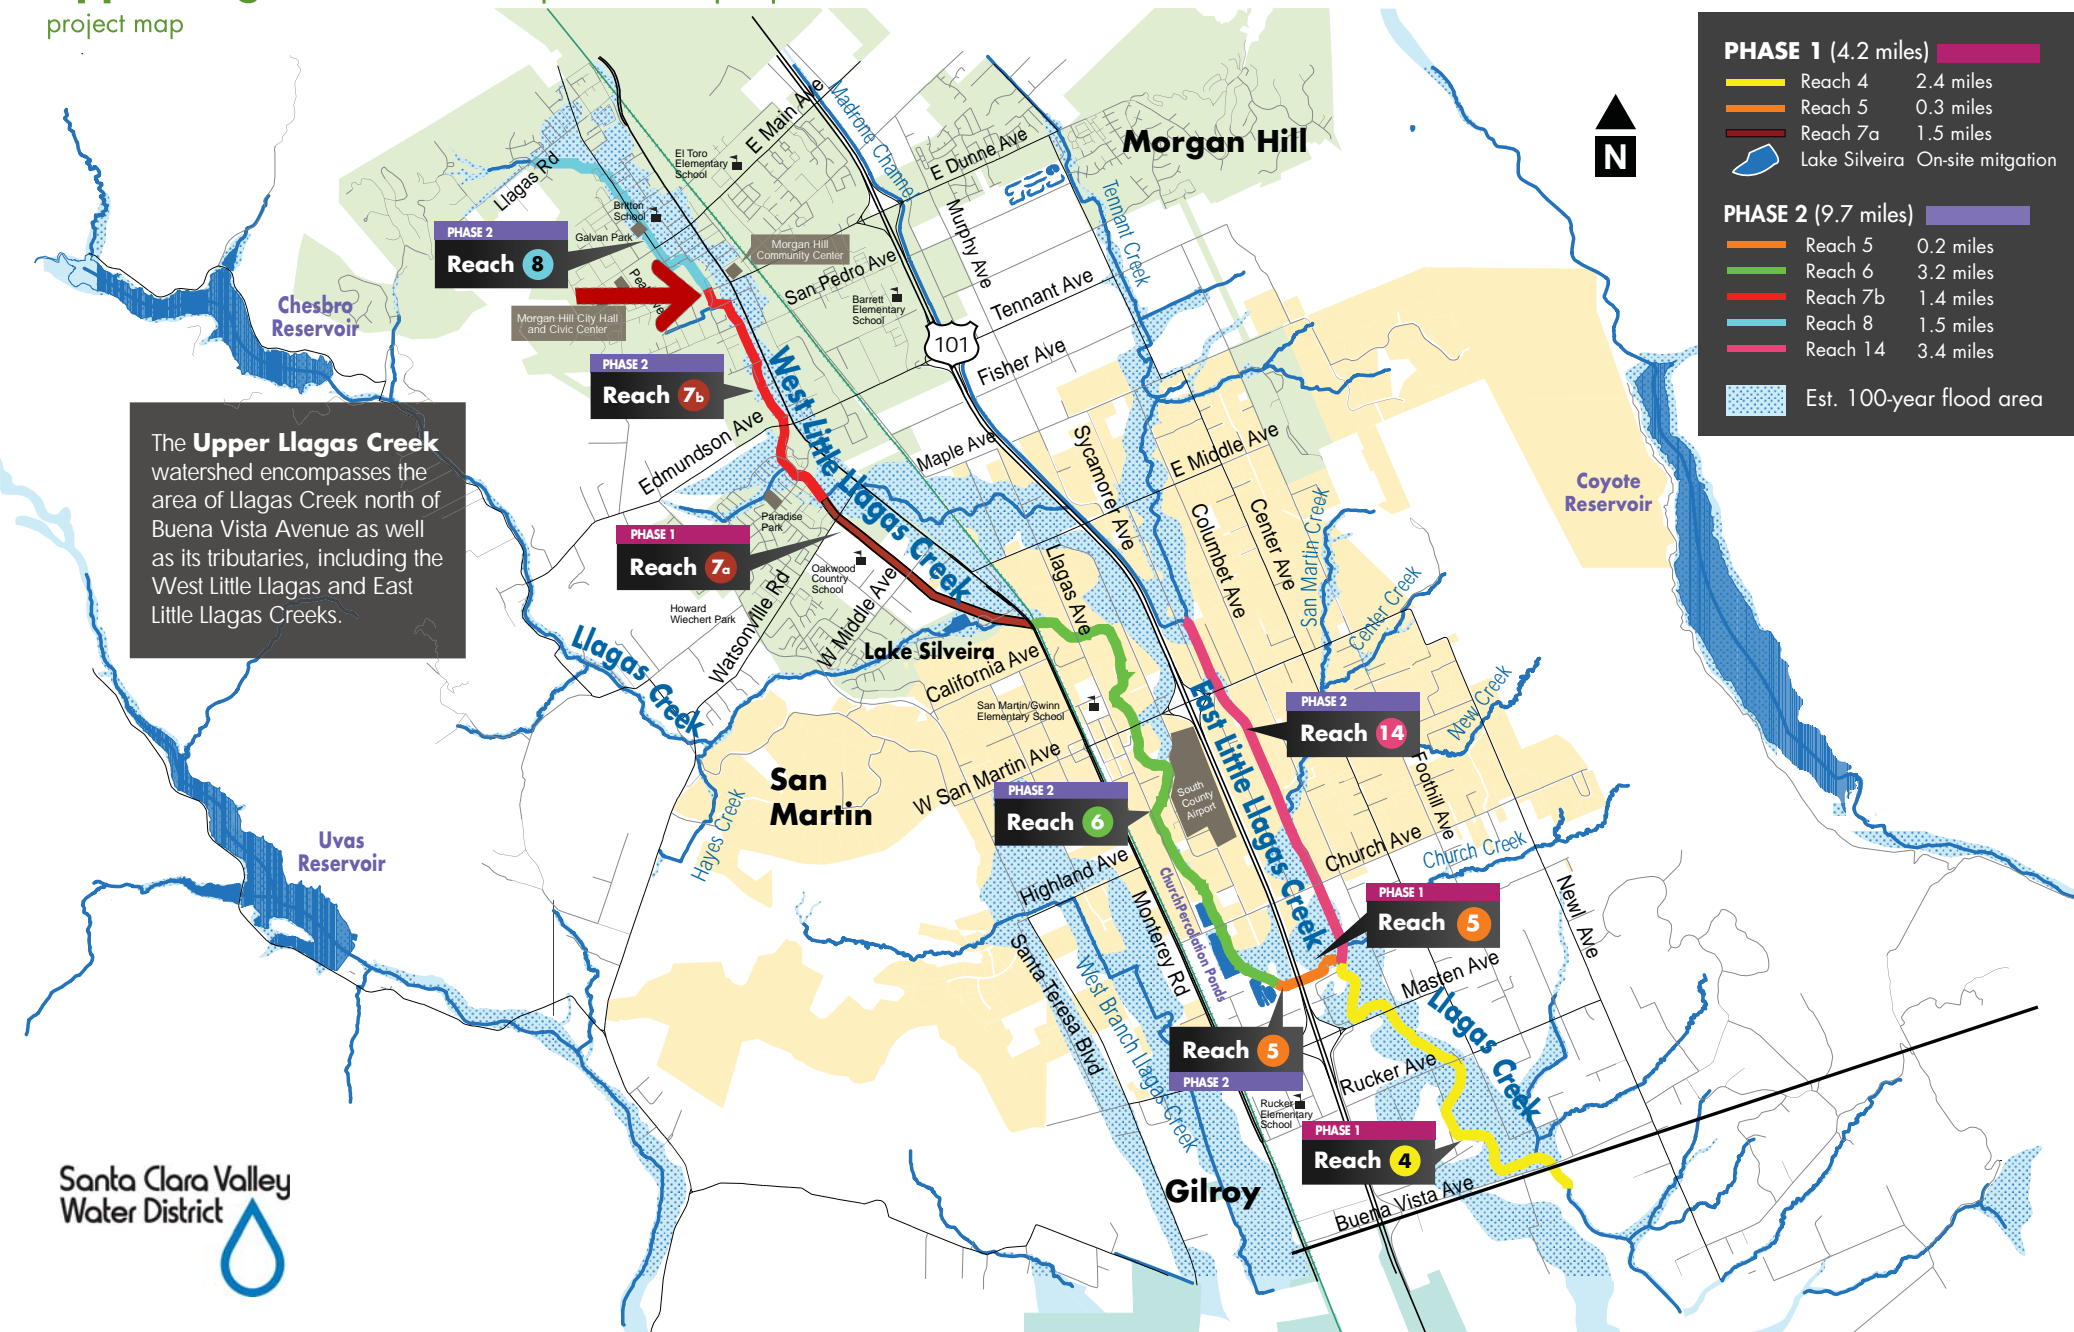 project map
PHASE 1 (4.2 miles)
Reach 4 2.4 miles
Reach 5 0.3 miles
Reach 7a 1.5 miles
Lake Silveira On-site mitgation
PHASE 2 (9.7 miles)
Reach 5 0.2 miles
Reach 6 3.2 miles
Reach 7b 1.4 miles
Reach 8 1.5 miles
Reach 14 3.4 miles
Est. 100-year flood area
N
Morgan Hill
E Main Ave
Madrone Channel
E Dunne Ave
El Toro
Elementary
School
Llagas Rd
Britton
School
Galvan Park
PHASE 2
Reach 8
Morgan Hill
Community Center
San Pedro Ave
Murphy Ave
Tennant Creek
Tennant Ave
Barrett
Elementary
School
Morgan Hill City Hall
and Civic Center
101
Fisher Ave
Chesbro
Reservoir
PHASE 2
Reach 7b
West Little Llagas Creek
Edmundson Ave
Maple Ave
Sycamorer Ave
E Middle Ave
Coyote
Reservoir
The Upper Llagas Creek
watershed encompasses the
area of Llagas Creek north of
Buena Vista Avenue as well
as its tributaries, including the
West Little Llagas and East
Little Llagas Creeks.
Paradise
Park
PHASE 1
Reach 7a
Oakwood
Country
School
Howard
Wiechert Park
Watsonville Rd
W Middle Ave
Llagas Ave
Columbet Ave
Center Ave
San Martin Creek
Center Creek
Llagas Creek
Lake Silveira
California Ave
San Martin/Gwinn
Elementary School
East Little Llagas Creek
PHASE 2
Reach 14
New Creek
Foothill Ave
San
Martin
W San Martin Ave
Hayes Creek
PHASE 2
Reach 6
South
County
Airport
Church Ave
Church Creek
Uvas
Reservoir
Highland Ave
Monterey Rd
ChurchPercolation Ponds
PHASE 1
Reach 5
Newl Ave
Masten Ave
Santa Teresa Blvd
West Branch Llagas Creek
Llagas Creek
Reach 5
PHASE 2
Rucker Ave
Rucker
Elementary
School
PHASE 1
Reach 4
Gilroy
Buena Vista Ave
Santa Clara Valley
Water District